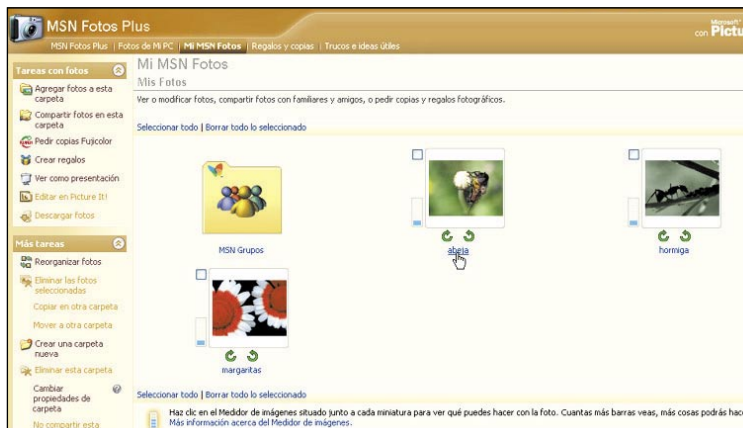 MSN Fotos Plus
Microsoft®
con Pictu
MSN Fotos Plus | Fotos de Mi PC | Mi MSN Fotos | Regalos y copias | Trucos e ideas útiles
Tareas con fotos
Agregar fotos a esta
carpeta
Compartir fotos en esta
carpeta
Pedir copias Fujicolor
Crear regalos
Ver como presentación
Editar en Picture It!
Descargar fotos
Más tareas
Reorganizar fotos
Eliminar las fotos
seleccionadas
Copiar en otra carpeta
Mover a otra carpeta
Crear una carpeta
nueva
Eliminar esta carpeta
Cambiar
propiedades de
carpeta
No compartir esta
Mi MSN Fotos
Mis Fotos
Ver o modificar fotos, compartir fotos con familiares y amigos, o pedir copias y regalos fotográficos.
Seleccionar todo | Borrar todo lo seleccionado
MSN Grupos
abeja
hormiga
margaritas
Seleccionar todo | Borrar todo lo seleccionado
Haz clic en el Medidor de imágenes situado junto a cada miniatura para ver qué puedes hacer con la foto. Cuantas más barras veas, más cosas podrás hac
Más información acerca del Medidor de imágenes.